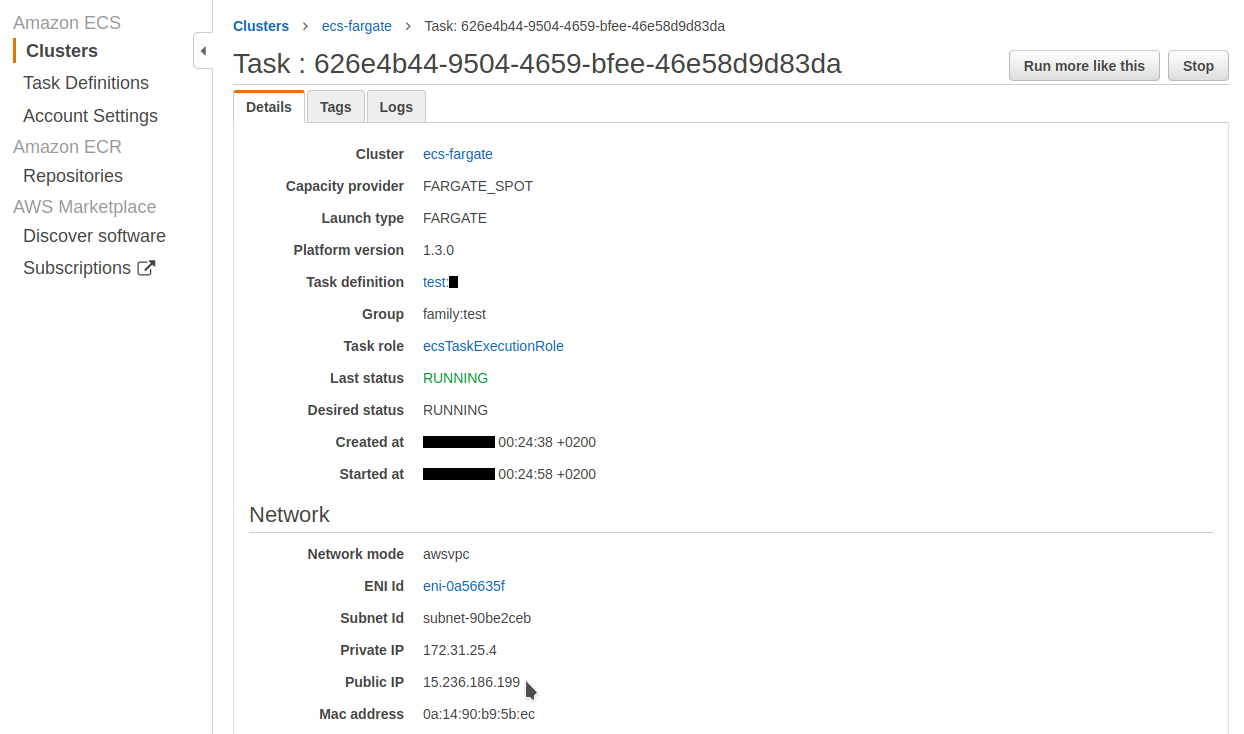 Amazon ECS
Clusters
Task Definitions
Account Settings
Amazon ECR
Repositories
AWS Marketplace
Discover software
Subscriptions
Clusters > ecs-fargate > Task: 626e4b44-9504-4659-bfee-46e58d9d83da
Task : 626e4b44-9504-4659-bfee-46e58d9d83da
Run more like this Stop
Details Tags Logs
Cluster ecs-fargate
Capacity provider FARGATE_SPOT
Launch type FARGATE
Platform version 1.3.0
Task definition test:
Group family:test
Task role ecsTaskExecutionRole
Last status RUNNING
Desired status RUNNING
Created at 00:24:38 +0200
Started at 00:24:58 +0200
Network
Network mode awsvpc
ENI Id eni-0a56635f
Subnet Id subnet-90be2ceb
Private IP 172.31.25.4
Public IP 15.236.186.199
Mac address 0a:14:90:b9:5b:ec